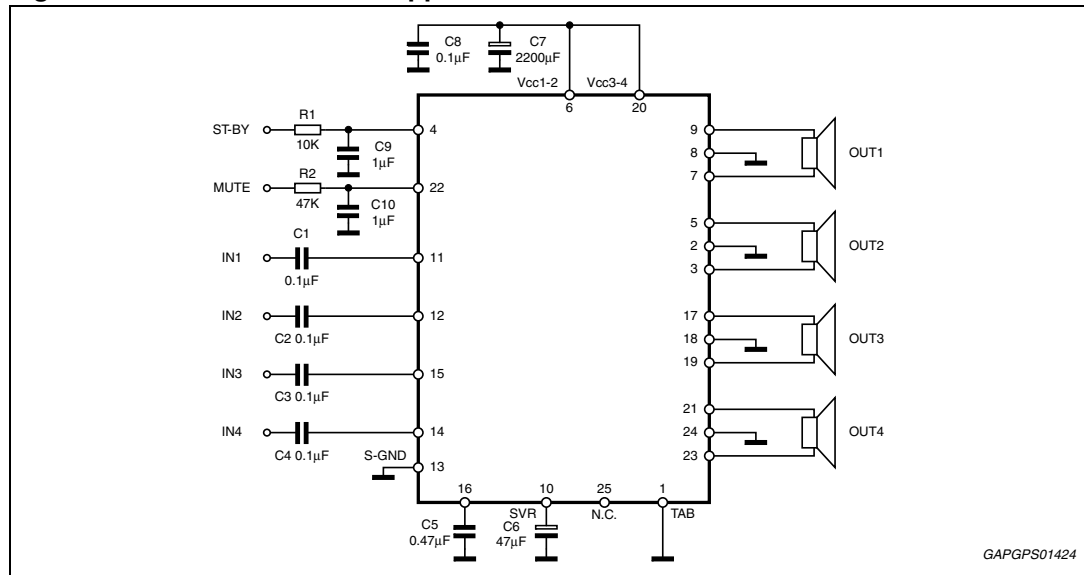 C8
0.1µF
C7
2200µF
Vcc1-2
Vcc3-4
6
20
ST-BY
R1
10K
4
C9
1µF
MUTE
R2
47K
22
C10
1µF
IN1
C1
0.1µF
11
IN2
C2 0.1µF
12
IN3
C3 0.1µF
15
IN4
C4 0.1µF
14
S-GND
13
9
8
7
OUT1
5
2
3
OUT2
17
18
19
OUT3
21
24
23
OUT4
16
10
25
1
SVR
N.C.
TAB
C5
0.47µF
C6
47µF
GAPGPS01424